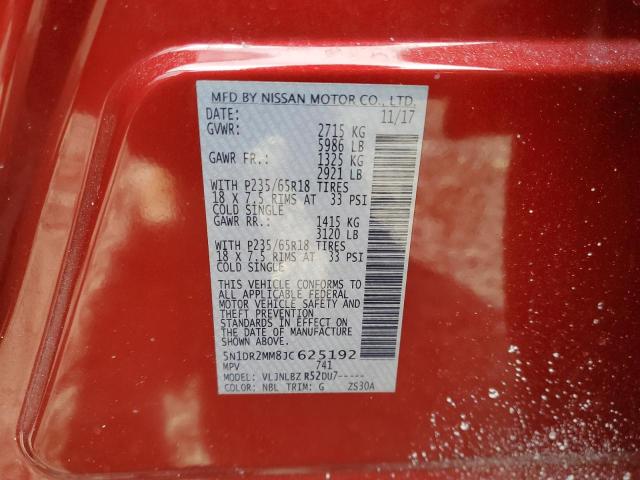 MFD BY NISSAN MOTOR CO., LTD.
DATE: 11/17
GVWR: 2715 KG
5986 LB
GAWR FR.: 1325 KG
2921 LB
WITH P235/65R18 TIRES
18 X 7.5 RIMS AT 33 PSI
COLD SINGLE
GAWR RR.: 1415 KG
3120 LB
WITH P235/65R18 TIRES
18 X 7.5 RIMS AT 33 PSI
COLD SINGLE
THIS VEHICLE CONFORMS TO
ALL APPLICABLE FEDERAL
MOTOR VEHICLE SAFETY AND
THEFT PREVENTION
STANDARDS IN EFFECT ON
THE DATE OF MANUFACTURE
SHOWN ABOVE.
5N1DR2MM8JC625192
MPV 741
MODEL: VLJNLBZ R52DU7-----
COLOR: NBL TRIM: G ZS30A